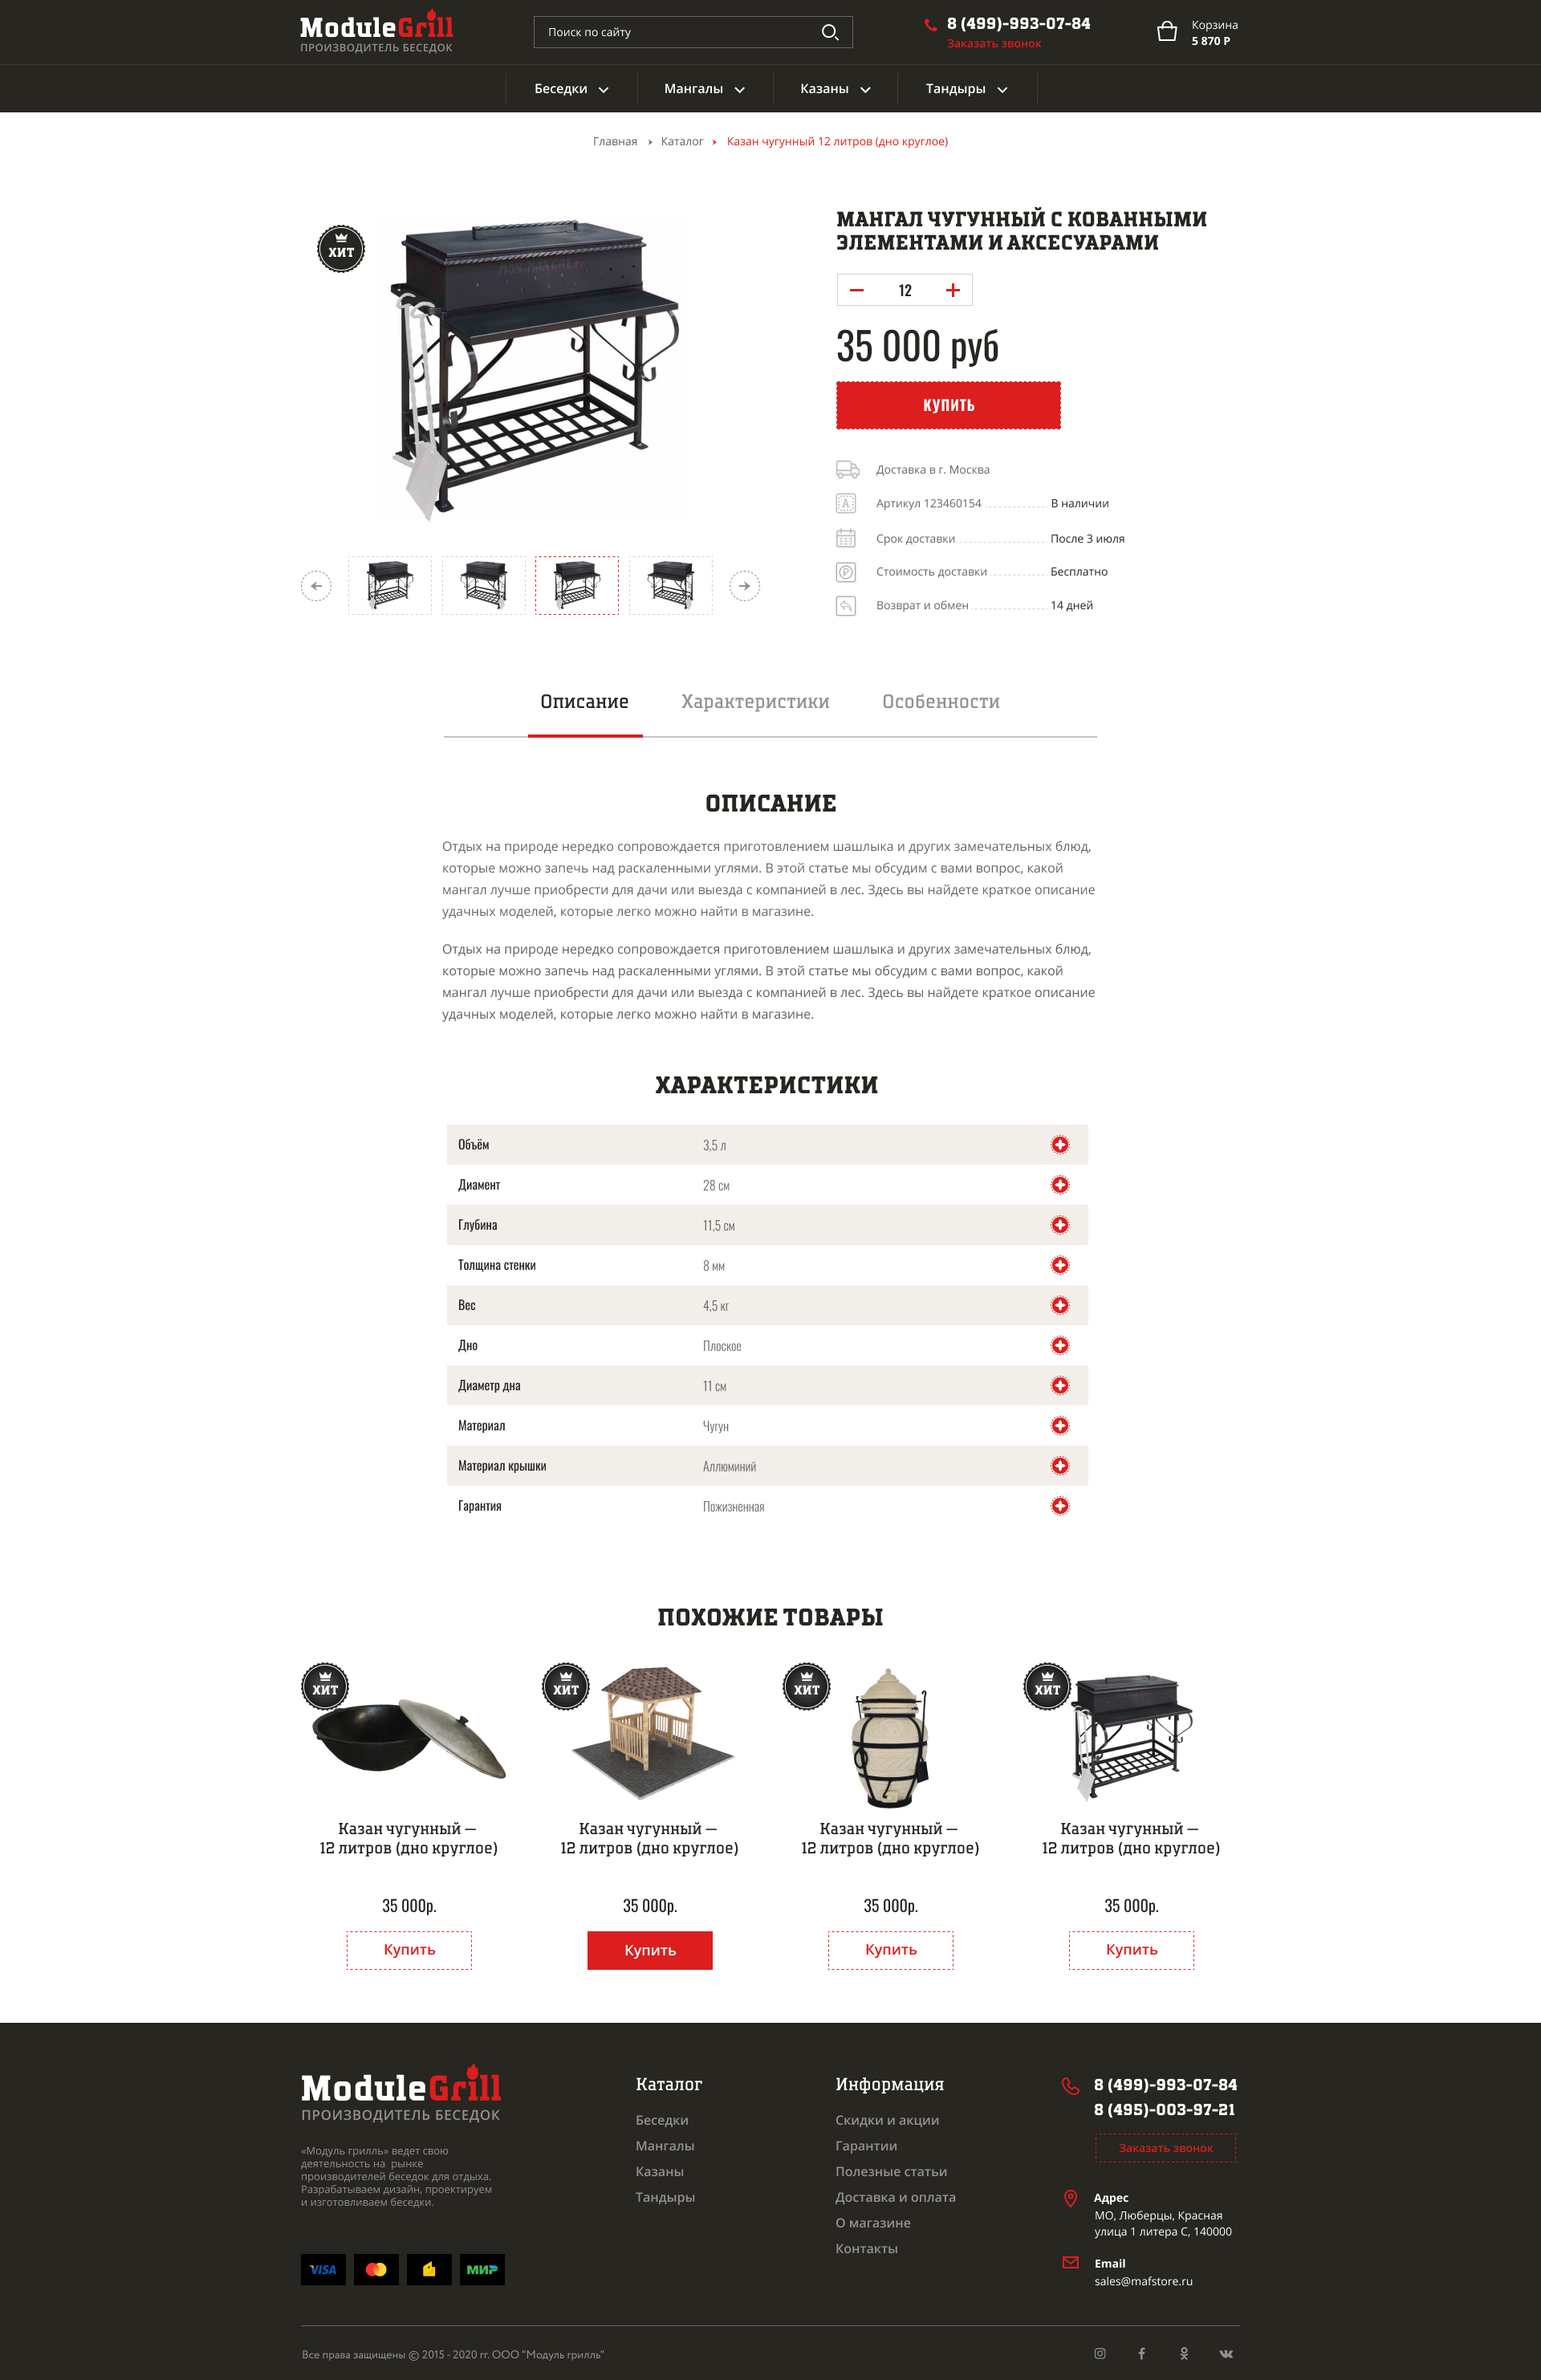 ModuleGrill
ПРОИЗВОДИТЕЛЬ БЕСЕДОК
Поиск по сайту
8 (499)-993-07-84
Заказать звонок
Корзина
5 870 Р
Беседки
Мангалы
Казаны
Тандыры
Главная
Каталог
Казан чугунный 12 литров (дно круглое)
ХИТ
MOS-MANGAL.ru
МАНГАЛ ЧУГУННЫЙ С КОВАННЫМИ
ЭЛЕМЕНТАМИ И АКСЕСУАРАМИ
12
35 000 руб
КУПИТЬ
Доставка в г. Москва
Артикул 123460154 В наличии
Срок доставки После 3 июля
Стоимость доставки Бесплатно
Возврат и обмен 14 дней
Описание
Характеристики
Особенности
ОПИСАНИЕ
Отдых на природе нередко сопровождается приготовлением шашлыка и других замечательных блюд,
которые можно запечь над раскаленными углями. В этой статье мы обсудим с вами вопрос, какой
мангал лучше приобрести для дачи или выезда с компанией в лес. Здесь вы найдете краткое описание
удачных моделей, которые легко можно найти в магазине.
Отдых на природе нередко сопровождается приготовлением шашлыка и других замечательных блюд,
которые можно запечь над раскаленными углями. В этой статье мы обсудим с вами вопрос, какой
мангал лучше приобрести для дачи или выезда с компанией в лес. Здесь вы найдете краткое описание
удачных моделей, которые легко можно найти в магазине.
ХАРАКТЕРИСТИКИ
Объём 3,5 л
Диамент 28 см
Глубина 11,5 см
Толщина стенки 8 мм
Вес 4,5 кг
Дно Плоское
Диаметр дна 11 см
Материал Чугун
Материал крышки Аллюминий
Гарантия Пожизненная
ПОХОЖИЕ ТОВАРЫ
ХИТ
Казан чугунный —
12 литров (дно круглое)
35 000р.
Купить
ХИТ
Казан чугунный —
12 литров (дно круглое)
35 000р.
Купить
ХИТ
Казан чугунный —
12 литров (дно круглое)
35 000р.
Купить
ХИТ
Казан чугунный —
12 литров (дно круглое)
35 000р.
Купить
ModuleGrill
ПРОИЗВОДИТЕЛЬ БЕСЕДОК
«Модуль грилль» ведет свою
деятельность на рынке
производителей беседок для отдыха.
Разрабатываем дизайн, проектируем
и изготовливаем беседки.
VISA
МИР
Каталог
Беседки
Мангалы
Казаны
Тандыры
Информация
Скидки и акции
Гарантии
Полезные статьи
Доставка и оплата
О магазине
Контакты
8 (499)-993-07-84
8 (495)-003-97-21
Заказать звонок
Адрес
МО, Люберцы, Красная
улица 1 литера С, 140000
Email
sales@mafstore.ru
Все права защищены © 2015 - 2020 гг. ООО "Модуль грилль"